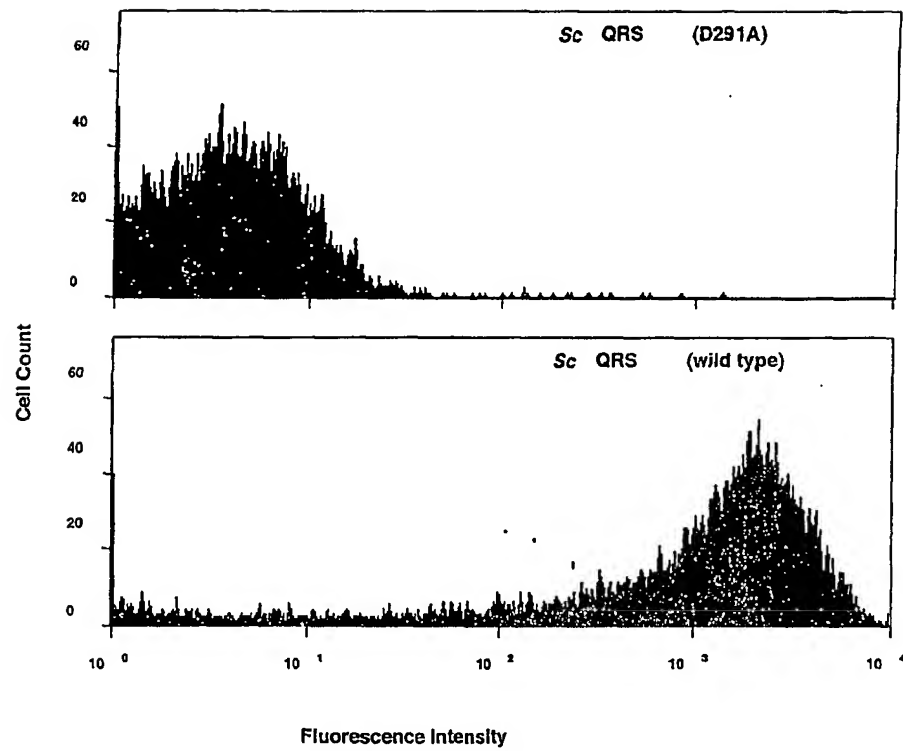 Sc QRS (D291A)
60
40
20
0
Sc QRS (wild type)
60
40
20
0
Cell Count
10 0 10 1 10 2 10 3 10 4
Fluorescence Intensity